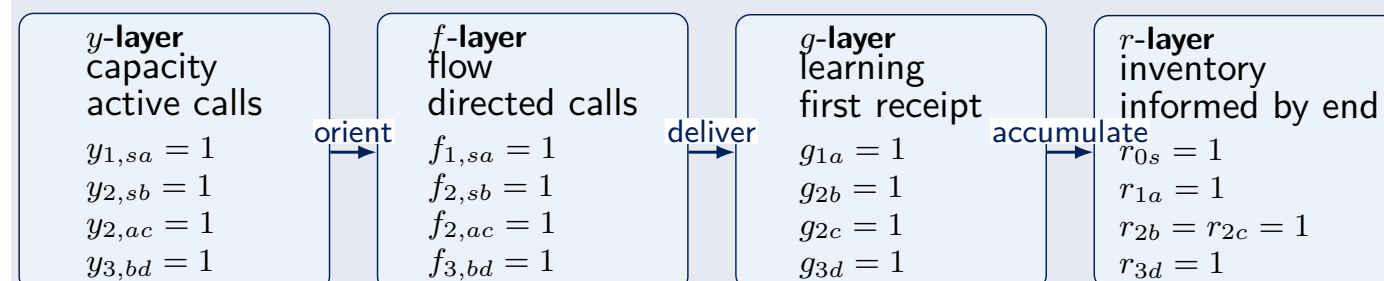 y-layer
capacity
active calls
y_{1,sa} = 1
y_{2,sb} = 1
y_{2,ac} = 1
y_{3,bd} = 1
orient
f-layer
flow
directed calls
f_{1,sa} = 1
f_{2,sb} = 1
f_{2,ac} = 1
f_{3,bd} = 1
deliver
g-layer
learning
first receipt
g_{1a} = 1
g_{2b} = 1
g_{2c} = 1
g_{3d} = 1
accumulate
r-layer
inventory
informed by end
r_{0s} = 1
r_{1a} = 1
r_{2b} = r_{2c} = 1
r_{3d} = 1